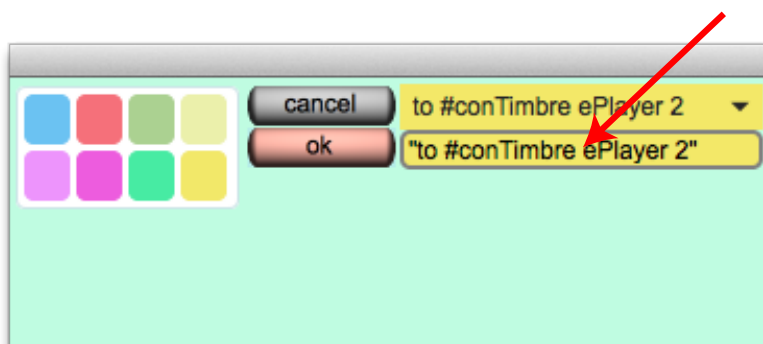 cancel
to #conTimbre ePlayer 2
ok
"to #conTimbre ePlayer 2"